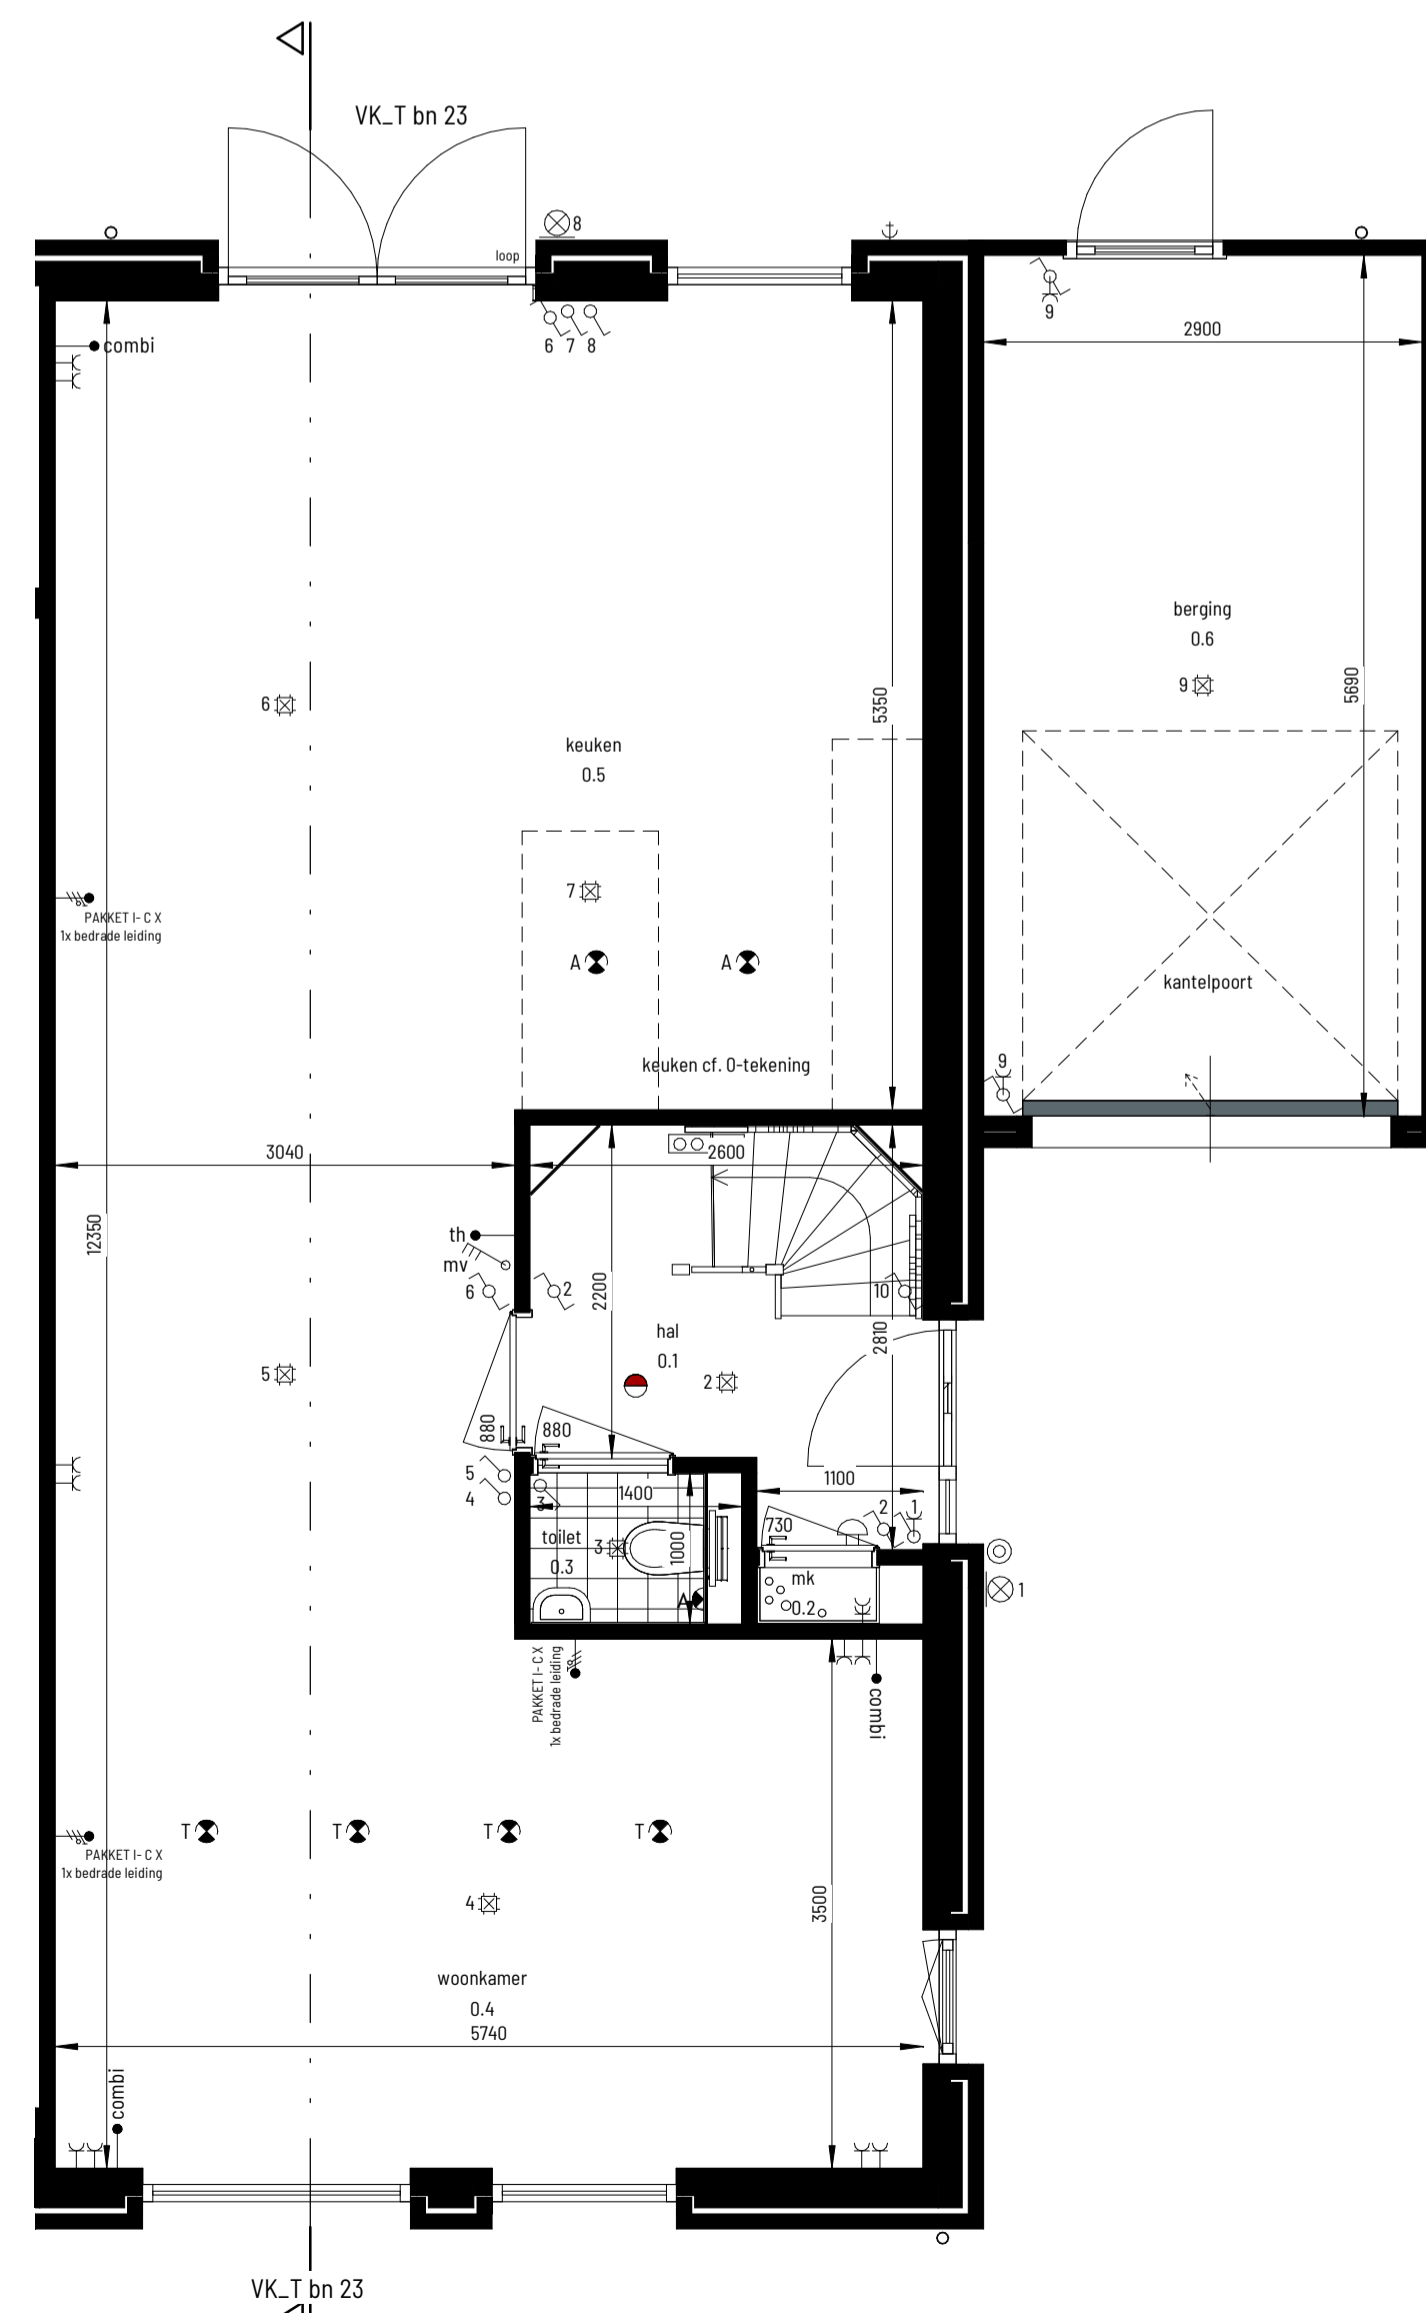 VK_T bn 23
8
loop
combi
6 7 8
9
2900
berging
0.6
9
5690
6
5350
keuken
0.5
7
PAKKET I- C X
1x bedrade leiding
A
A
kantelpoort
keuken cf. 0-tekening
9
3040
2600
12350
th
mv
6
2
2200
10
hal
0.1
2810
5
2
880
880
5
4
3
1400
1100
2
1
730
toilet
0.3
3
1000
mk
0.2
A
1
PAKKET I- C X
1x bedrade leiding
combi
T
T
T
T
PAKKET I- C X
1x bedrade leiding
4
3500
woonkamer
0.4
5740
combi
VK_T bn 23